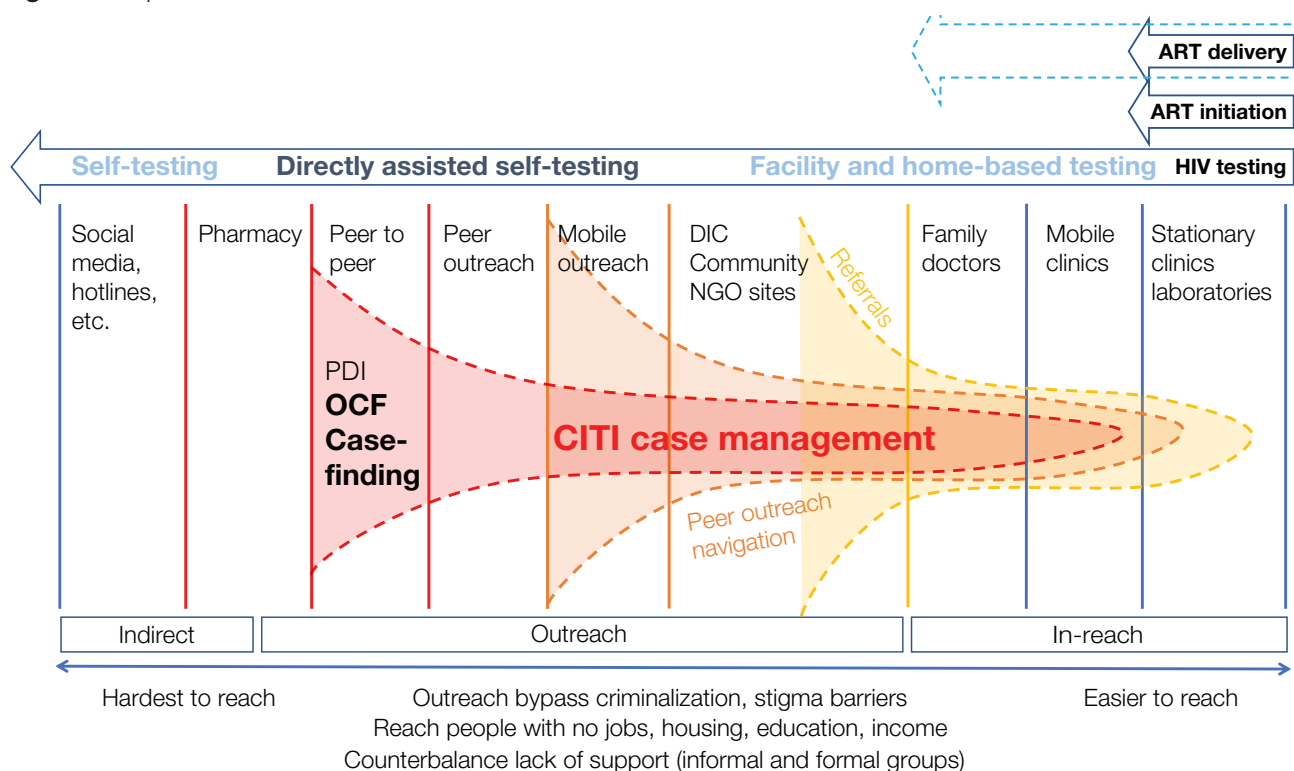 ART delivery
ART initiation
Self-testing
Directly assisted self-testing
Facility and home-based testing
HIV testing
Social
media,
hotlines,
etc.
Pharmacy
Peer to
peer
Peer
outreach
Mobile
outreach
DIC
Community
NGO sites
Referrals
Family
doctors
Mobile
clinics
Stationary
clinics
laboratories
PDI
OCF
Case-
finding
CITI case management
Peer outreach
navigation
Indirect
Outreach
In-reach
Hardest to reach
Outreach bypass criminalization, stigma barriers
Easier to reach
Reach people with no jobs, housing, education, income
Counterbalance lack of support (informal and formal groups)